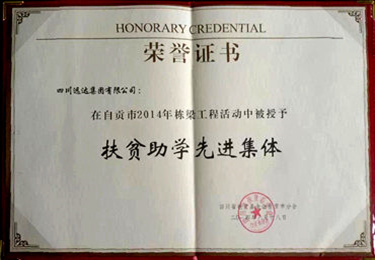 HONORARY CREDENTIAL
荣誉证书
四川远达集团有限公司：
在自贡市2014年栋梁工程活动中被授予
扶贫助学先进集体